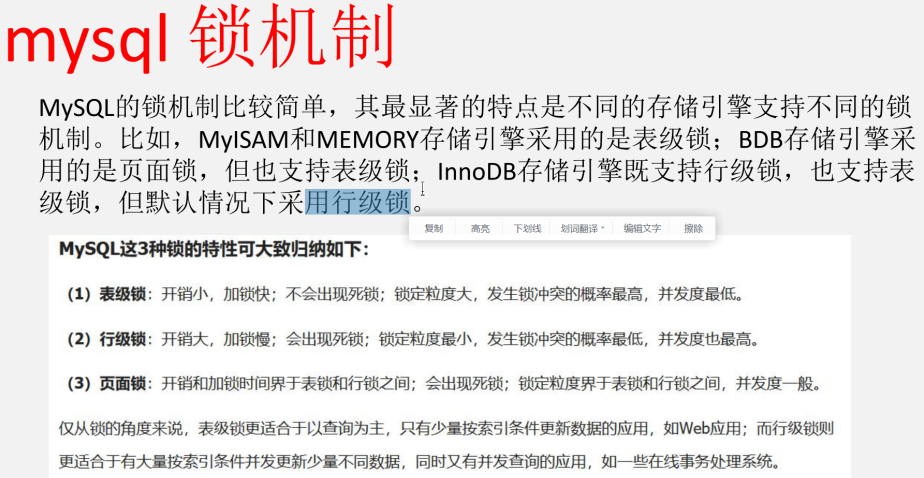 mysql 锁机制
MySQL的锁机制比较简单，其最显著的特点是不同的存储引擎支持不同的锁
机制。比如，MyISAM和MEMORY存储引擎采用的是表级锁；BDB存储引擎采
用的是页面锁，但也支持表级锁；InnoDB存储引擎既支持行级锁，也支持表
级锁，但默认情况下采用行级锁。
复制 高亮 下划线 划词翻译 编辑文字 擦除
MySQL这3种锁的特性可大致归纳如下：
（1）表级锁：开销小，加锁快；不会出现死锁；锁定粒度大，发生锁冲突的概率最高，并发度最低。
（2）行级锁：开销大，加锁慢；会出现死锁；锁定粒度最小，发生锁冲突的概率最低，并发度也最高。
（3）页面锁：开销和加锁时间界于表锁和行锁之间；会出现死锁；锁定粒度界于表锁和行锁之间，并发度一般。
仅从锁的角度来说，表级锁更适合于以查询为主，只有少量按索引条件更新数据的应用，如Web应用；而行级锁则
更适合于有大量按索引条件并发更新少量不同数据，同时又有并发查询的应用，如一些在线事务处理系统。